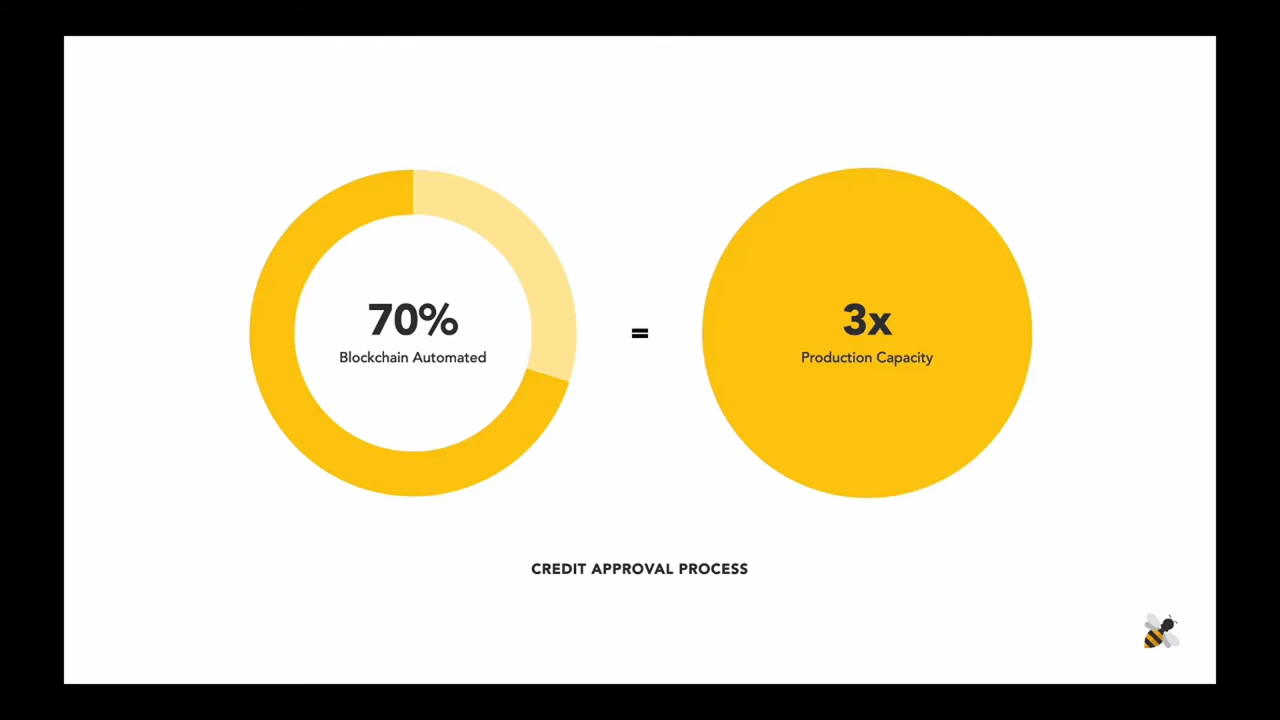 70%
Blockchain Automated
=
3x
Production Capacity
CREDIT APPROVAL PROCESS